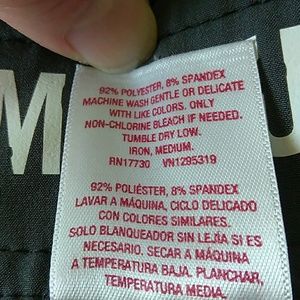 92% POLYESTER, 8% SPANDEX
MACHINE WASH GENTLE OR DELICATE
WITH LIKE COLORS. ONLY
NON-CHLORINE BLEACH IF NEEDED.
TUMBLE DRY LOW.
IRON, MEDIUM.
RN17730 VN1295319
92% POLIÉSTER, 8% SPANDEX
LAVAR A MÁQUINA, CICLO DELICADO
CON COLORES SIMILARES.
SOLO BLANQUEADOR SIN LEJÍA SI ES
NECESARIO. SECAR A MÁQUINA
A TEMPERATURA BAJA. PLANCHAR,
TEMPERATURA MEDIA.
M